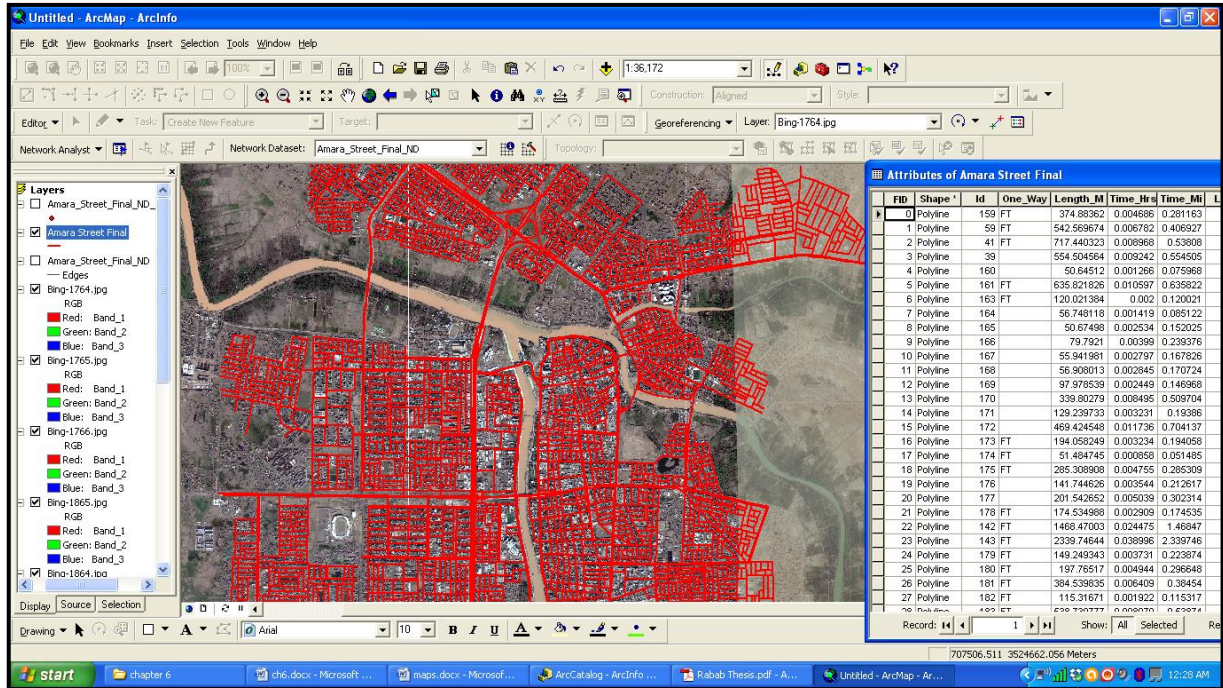 Untitled - ArcMap - ArcInfo
File Edit View Bookmarks Insert Selection Tools Window Help
100% 1:36,172
Construction: Aligned Style:
Editor Task: Create New Feature Target: Georeferencing Layer: Bing-1764.jpg
Network Analyst Network Dataset: Amara_Street_Final_ND Topology:
Layers
Amara_Street_Final_ND_
Amara Street Final
Amara_Street_Final_ND
Edges
Bing-1764.jpg
RGB
Red: Band_1
Green: Band_2
Blue: Band_3
Bing-1765.jpg
RGB
Red: Band_1
Green: Band_2
Blue: Band_3
Bing-1766.jpg
RGB
Red: Band_1
Green: Band_2
Blue: Band_3
Bing-1865.jpg
RGB
Red: Band_1
Green: Band_2
Blue: Band_3
Bing-1864.jpg
Display Source Selection
Attributes of Amara Street Final
FID Shape * Id One_Way Length_M Time_Hrs Time_Mi L
0 Polyline 159 FT 374.88362 0.004686 0.281163
1 Polyline 59 FT 542.569674 0.006782 0.406927
2 Polyline 41 FT 717.440323 0.008968 0.53808
3 Polyline 39 554.504564 0.009242 0.554505
4 Polyline 160 50.64512 0.001266 0.075968
5 Polyline 161 FT 635.821826 0.010597 0.635822
6 Polyline 163 FT 120.021384 0.002 0.120021
7 Polyline 164 56.748118 0.001419 0.085122
8 Polyline 165 50.67498 0.002534 0.152025
9 Polyline 166 79.7921 0.00399 0.239376
10 Polyline 167 55.941981 0.002797 0.167826
11 Polyline 168 56.908013 0.002845 0.170724
12 Polyline 169 97.978539 0.002449 0.146968
13 Polyline 170 339.80279 0.008495 0.509704
14 Polyline 171 129.239733 0.003231 0.19386
15 Polyline 172 469.424548 0.011736 0.704137
16 Polyline 173 FT 194.058249 0.003234 0.194058
17 Polyline 174 FT 51.484745 0.000858 0.051485
18 Polyline 175 FT 285.308908 0.004755 0.285309
19 Polyline 176 141.744626 0.003544 0.212617
20 Polyline 177 201.542652 0.005039 0.302314
21 Polyline 178 FT 174.534988 0.002909 0.174535
22 Polyline 142 FT 1468.47003 0.024475 1.46847
23 Polyline 143 FT 2339.74644 0.038996 2.339746
24 Polyline 179 FT 149.249343 0.003731 0.223874
25 Polyline 180 FT 197.76517 0.004944 0.296648
26 Polyline 181 FT 384.539835 0.006409 0.38454
27 Polyline 182 FT 115.31671 0.001922 0.115317
Record: 1 Show: All Selected Re
Drawing A Arial 10 B I U A
707506.511 3524662.056 Meters
start chapter 6 ch6.docx - Microsoft ... maps.docx - Microsof... ArcCatalog - ArcInfo ... Rabab Thesis.pdf - A... Untitled - ArcMap - Ar... 12:28 AM